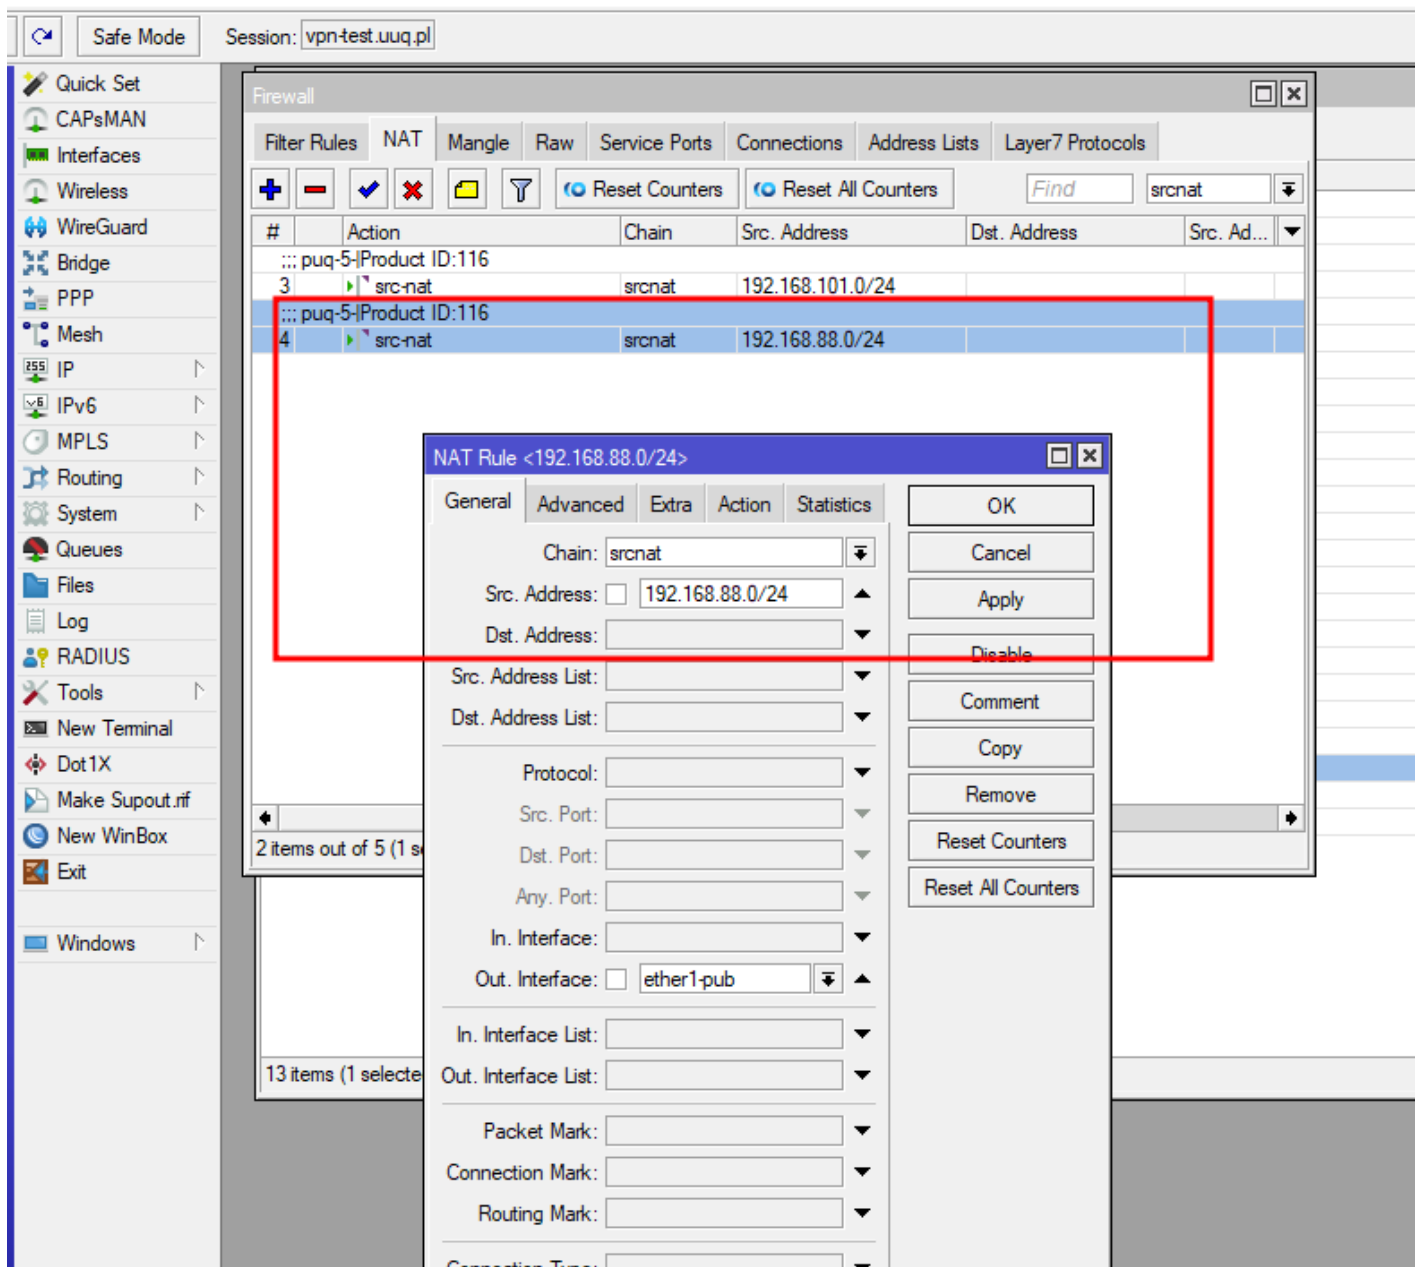 Safe Mode Session: vpn-test.uuq.pl
Quick Set
CAPsMAN
Interfaces
Wireless
WireGuard
Bridge
PPP
Mesh
IP
IPv6
MPLS
Routing
System
Queues
Files
Log
RADIUS
Tools
New Terminal
Dot1X
Make Supout.rif
New WinBox
Exit
Windows
Firewall
Filter Rules NAT Mangle Raw Service Ports Connections Address Lists Layer7 Protocols
Reset Counters Reset All Counters Find srcnat
# Action Chain Src. Address Dst. Address Src. Ad...
;;; puq-5-|Product ID:116
3 src-nat srcnat 192.168.101.0/24
;;; puq-5-|Product ID:116
4 src-nat srcnat 192.168.88.0/24
2 items out of 5 (1 s
13 items (1 selecte
NAT Rule <192.168.88.0/24>
General Advanced Extra Action Statistics
Chain: srcnat
Src. Address: 192.168.88.0/24
Dst. Address:
Src. Address List:
Dst. Address List:
Protocol:
Src. Port:
Dst. Port:
Any. Port:
In. Interface:
Out. Interface: ether1-pub
In. Interface List:
Out. Interface List:
Packet Mark:
Connection Mark:
Routing Mark:
Connection Type:
OK
Cancel
Apply
Disable
Comment
Copy
Remove
Reset Counters
Reset All Counters